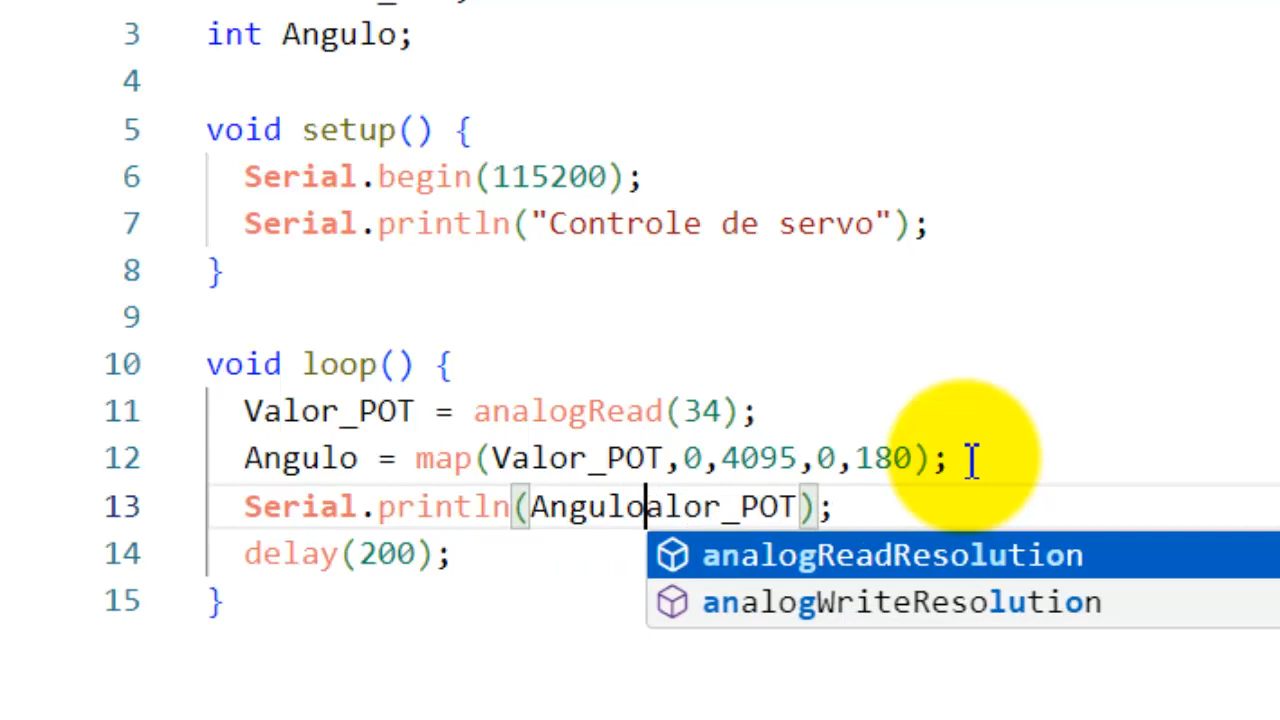 3 int Angulo;
4
5 void setup() {
6 Serial.begin(115200);
7 Serial.println("Controle de servo");
8 }
9
10 void loop() {
11 Valor_POT = analogRead(34);
12 Angulo = map(Valor_POT,0,4095,0,180);
13 Serial.println(Anguloalor_POT);
14 delay(200);
analogReadResolution
15 }
analogWriteResolution